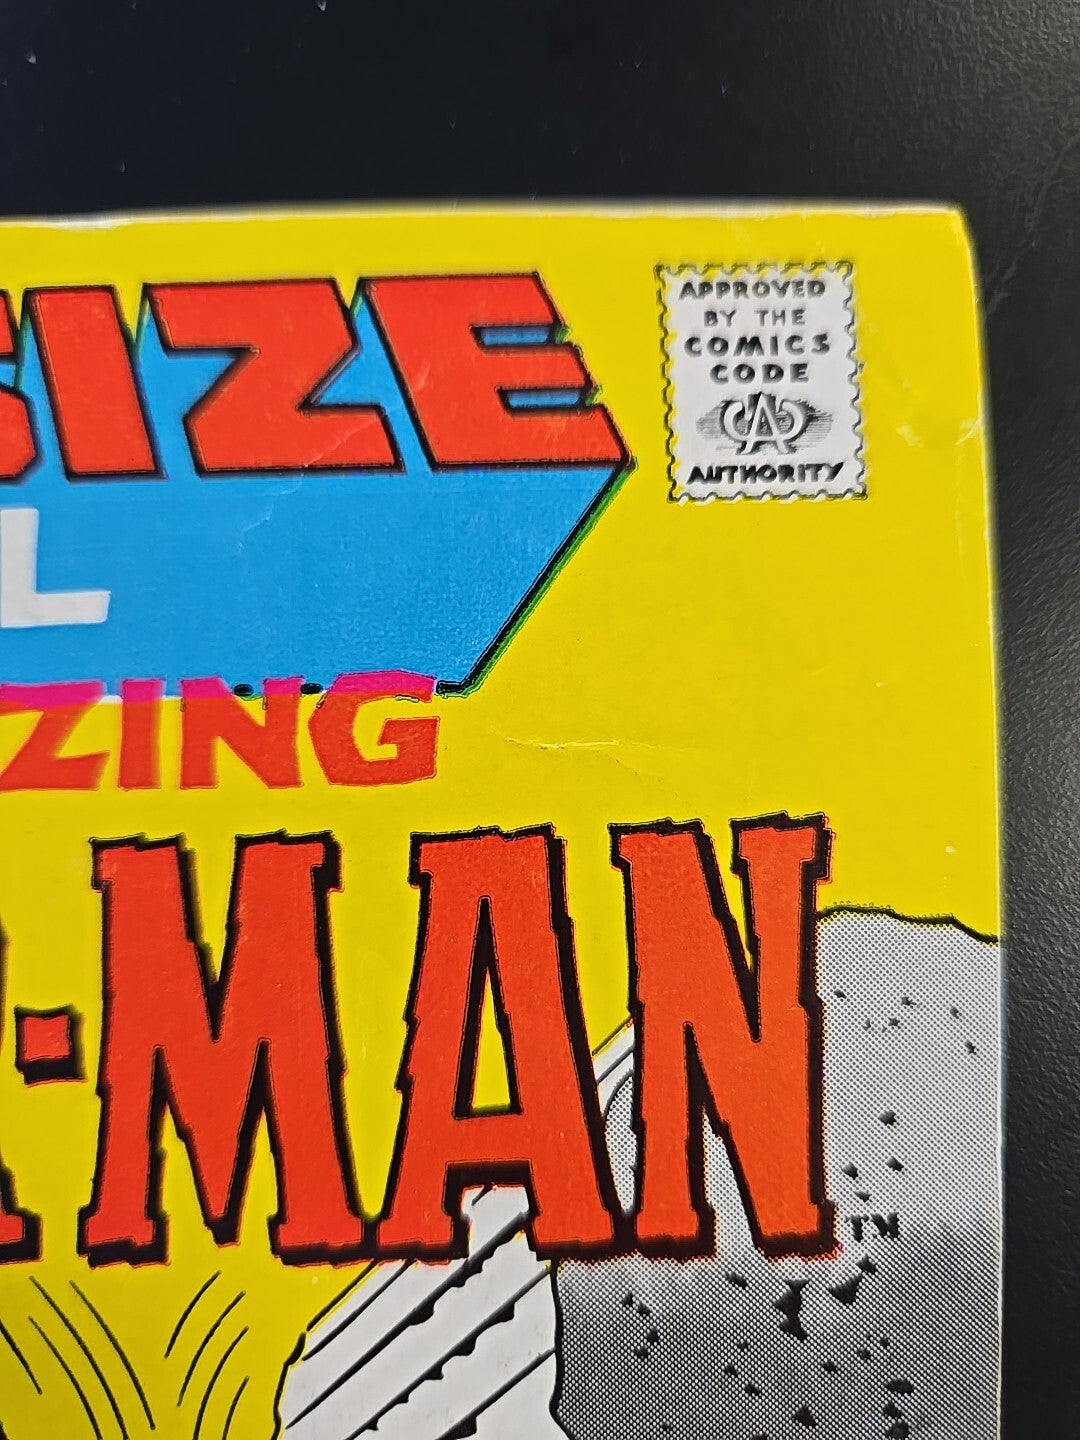 SIZE
APPROVED
BY THE
COMICS
CODE
CA
AUTHORITY
L
ZING
-MAN
TM